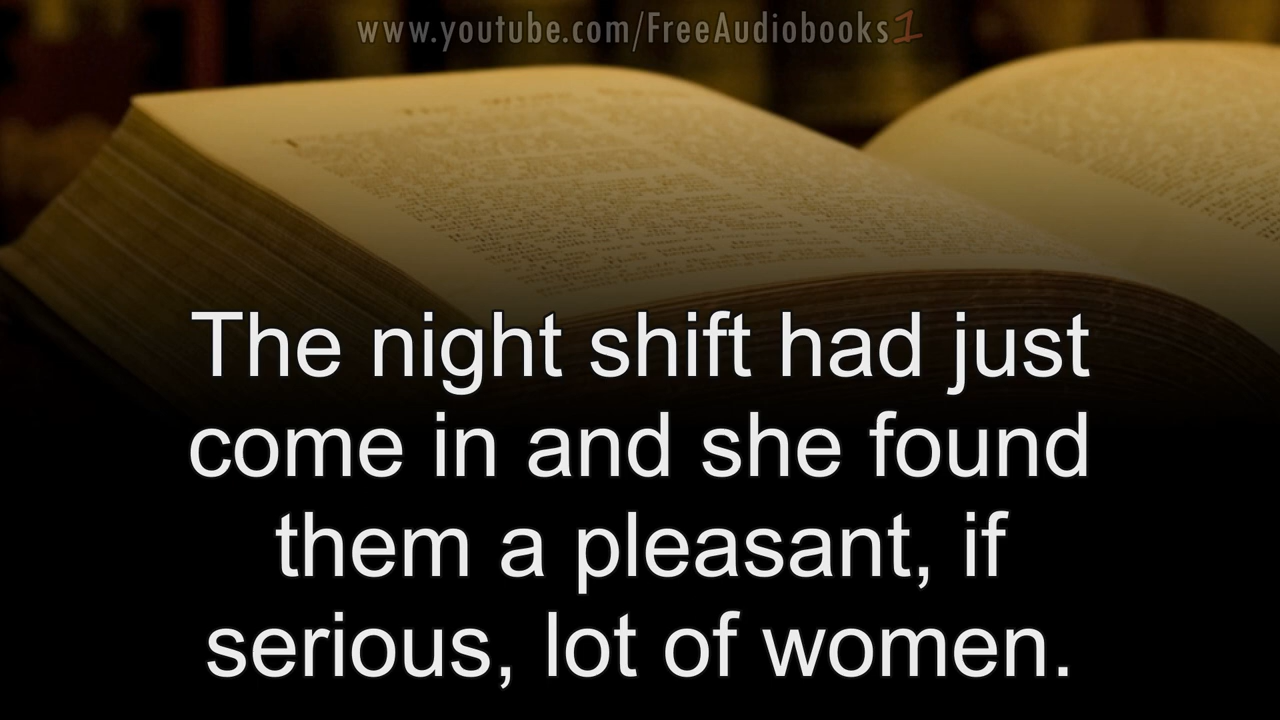 www.youtube.com/FreeAudiobooks1
The night shift had just
come in and she found
them a pleasant, if
serious, lot of women.